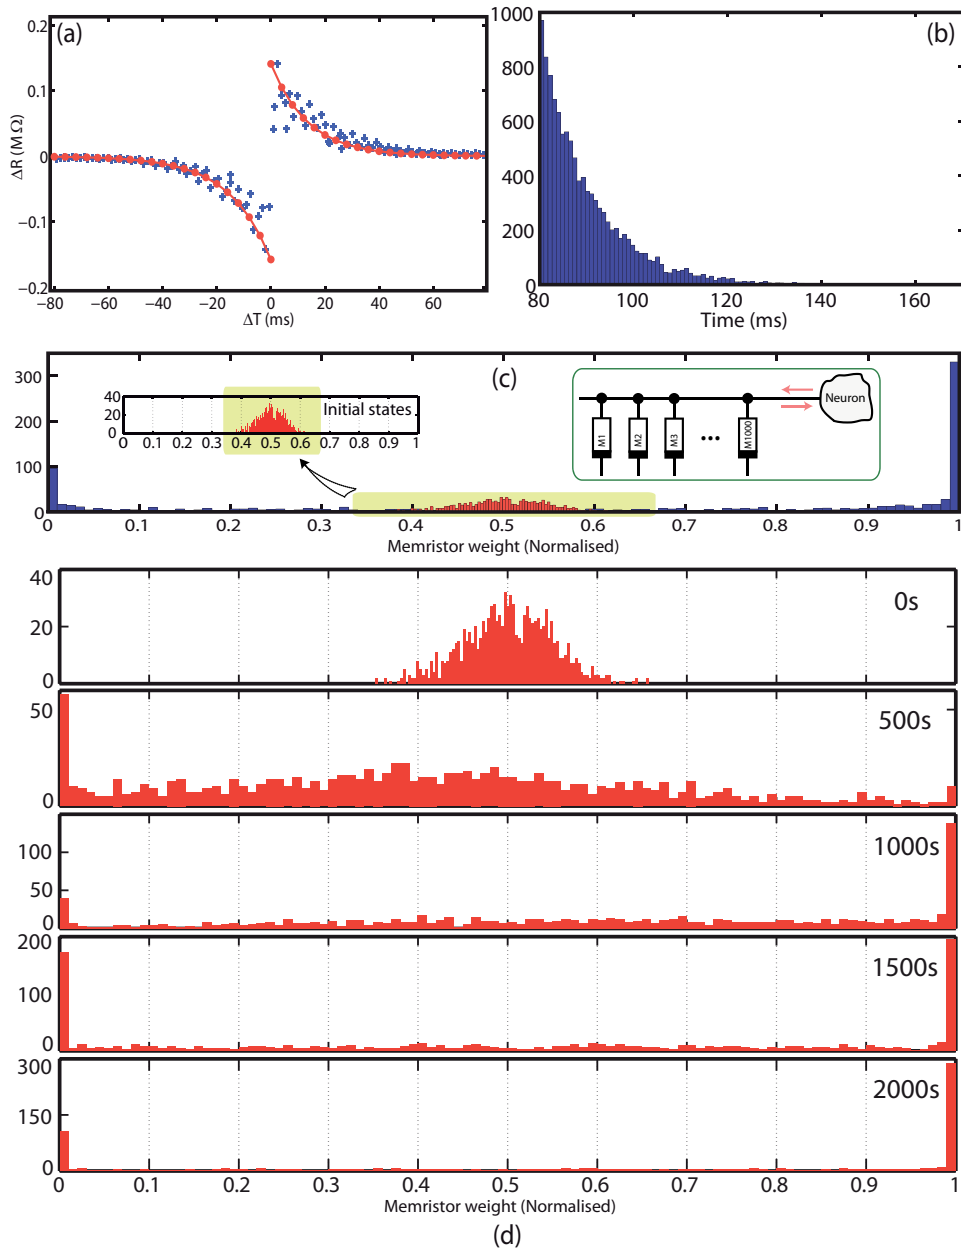 0.2
0.1
0
−0.1
−0.2
ΔR (M Ω)
(a)
−80 −60 −40 −20 0 20 40 60
ΔT (ms)
1000
800
600
400
200
0
(b)
80 100 120 140 160
Time (ms)
300
200
100
0
(c)
40
20
0
Initial states
0 0.1 0.2 0.3 0.4 0.5 0.6 0.7 0.8 0.9 1
Neuron
M1 M2 M3 ••• M1000
0 0.1 0.2 0.3 0.4 0.5 0.6 0.7 0.8 0.9 1
Memristor weight (Normalised)
40
20
0
0s
50
0
500s
100
50
0
1000s
200
100
0
1500s
300
150
0
2000s
0 0.1 0.2 0.3 0.4 0.5 0.6 0.7 0.8 0.9 1
Memristor weight (Normalised)
(d)